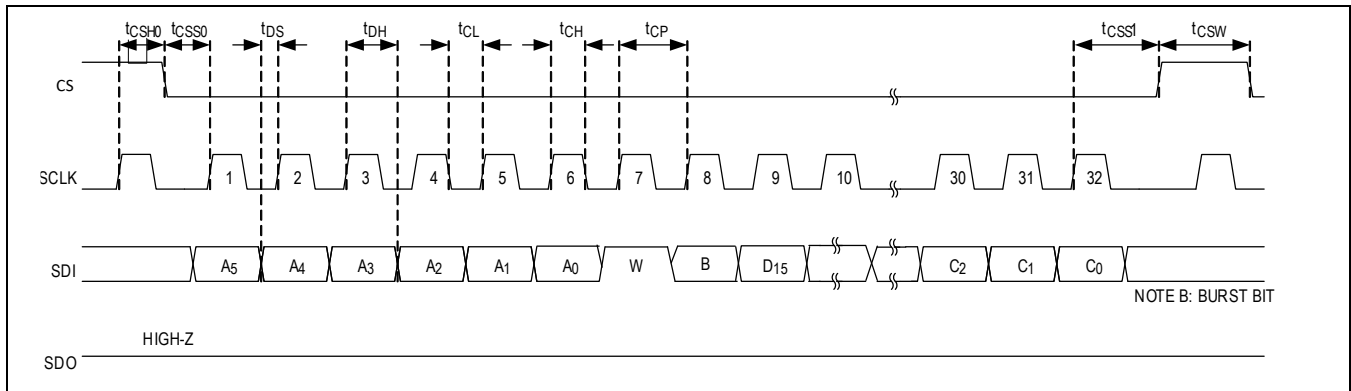 tCSH0 tCSS0 tDS tDH tCL tCH tCP tCSS1 tCSW
CS
SCLK 1 2 3 4 5 6 7 8 9 10 30 31 32
SDI A5 A4 A3 A2 A1 A0 W B D15 C2 C1 C0
NOTE B: BURST BIT
HIGH-Z
SDO